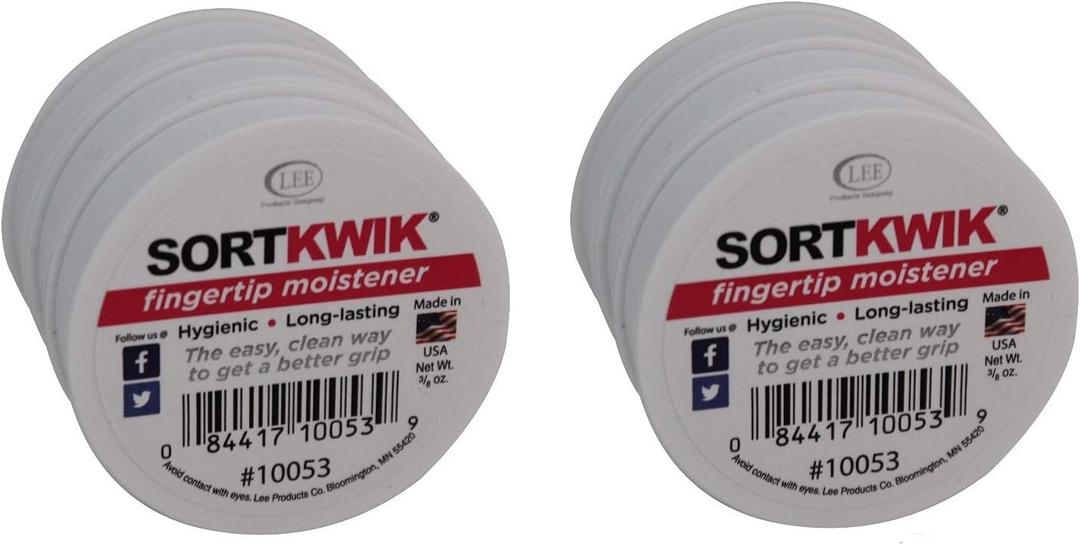 LEE
Products Company
SORTKWIK®
fingertip moistener
Hygienic • Long-lasting
Follow us @
The easy, clean way
to get a better grip
Made in
USA
Net Wt.
3/8 oz.
0 84417 10053 9
#10053
Avoid contact with eyes. Lee Products Co. Bloomington, MN 55420
LEE
Products Company
SORTKWIK®
fingertip moistener
Hygienic • Long-lasting
Follow us @
The easy, clean way
to get a better grip
Made in
USA
Net Wt.
3/8 oz.
0 84417 10053 9
#10053
Avoid contact with eyes. Lee Products Co. Bloomington, MN 55420